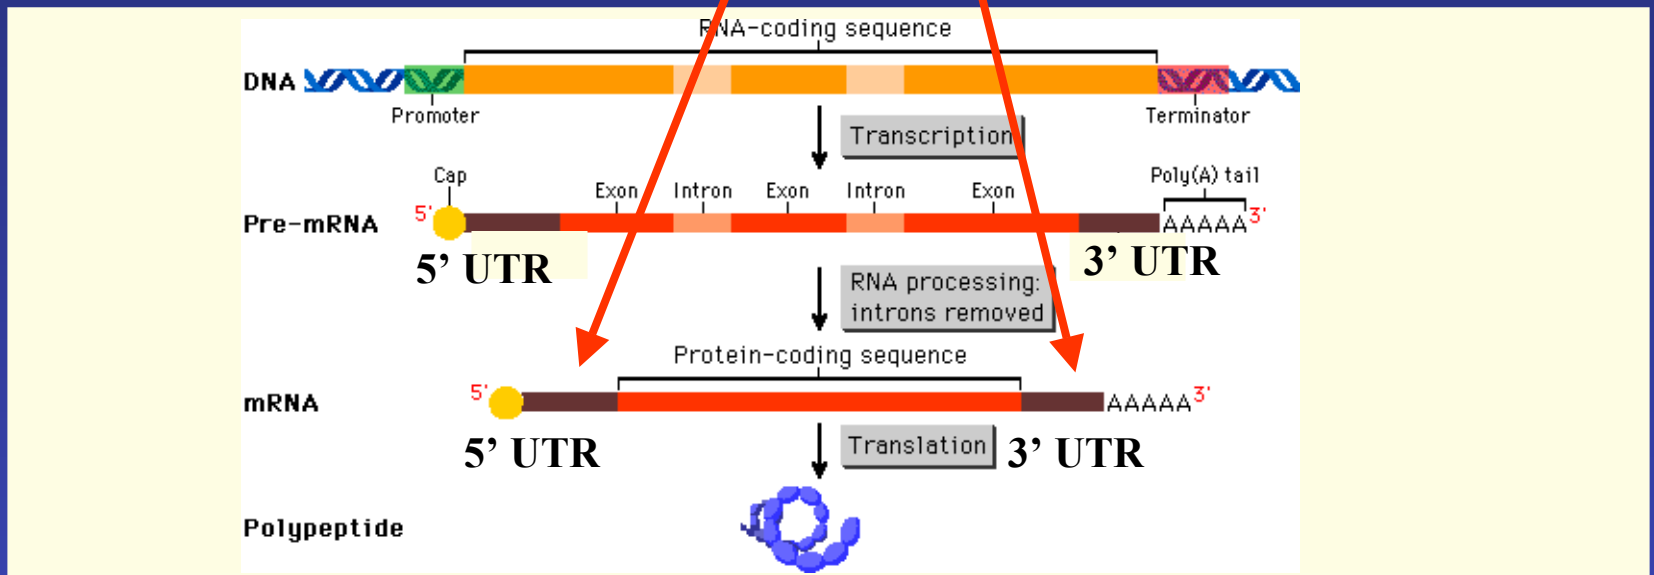 RNA-coding sequence
DNA
Promoter
Terminator
Transcription
Cap
Poly(A) tail
Exon Intron Exon Intron Exon
Pre-mRNA
5' AAAAA 3'
5’ UTR
3’ UTR
RNA processing:
introns removed
Protein-coding sequence
mRNA
5' AAAAA 3'
5’ UTR
Translation
3’ UTR
Polypeptide